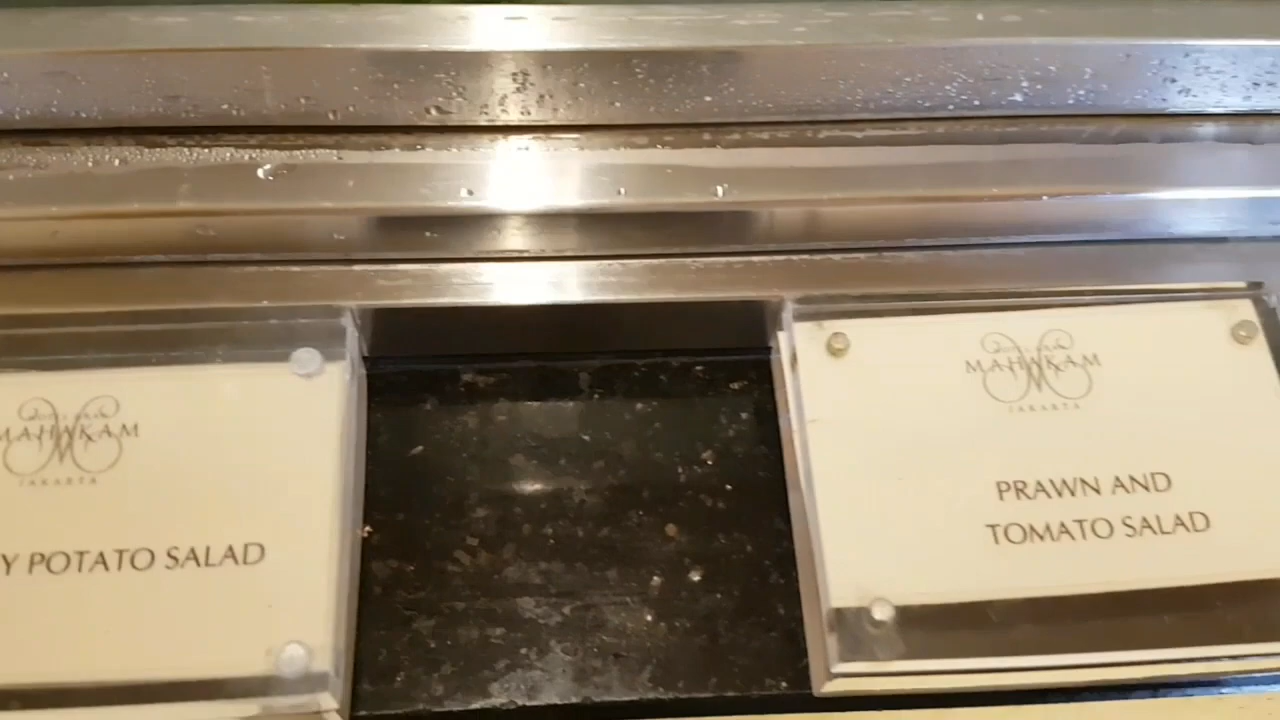 MAHAKAM
JAKARTA
Y POTATO SALAD
MAHAKAM
JAKARTA
PRAWN AND
TOMATO SALAD